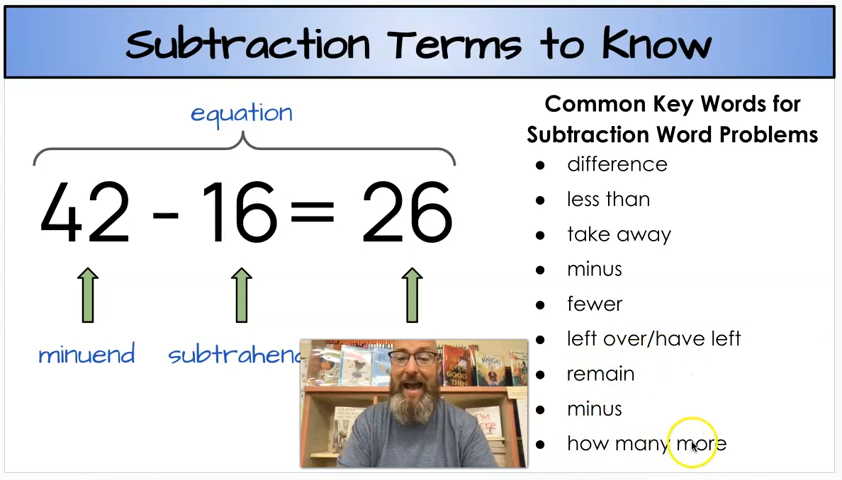 Subtraction Terms to Know
equation
42 - 16 = 26
minuend
Common Key Words for
Subtraction Word Problems
● difference
● less than
● take away
● minus
● fewer
● left over/have left
● remain
● minus
● how many more